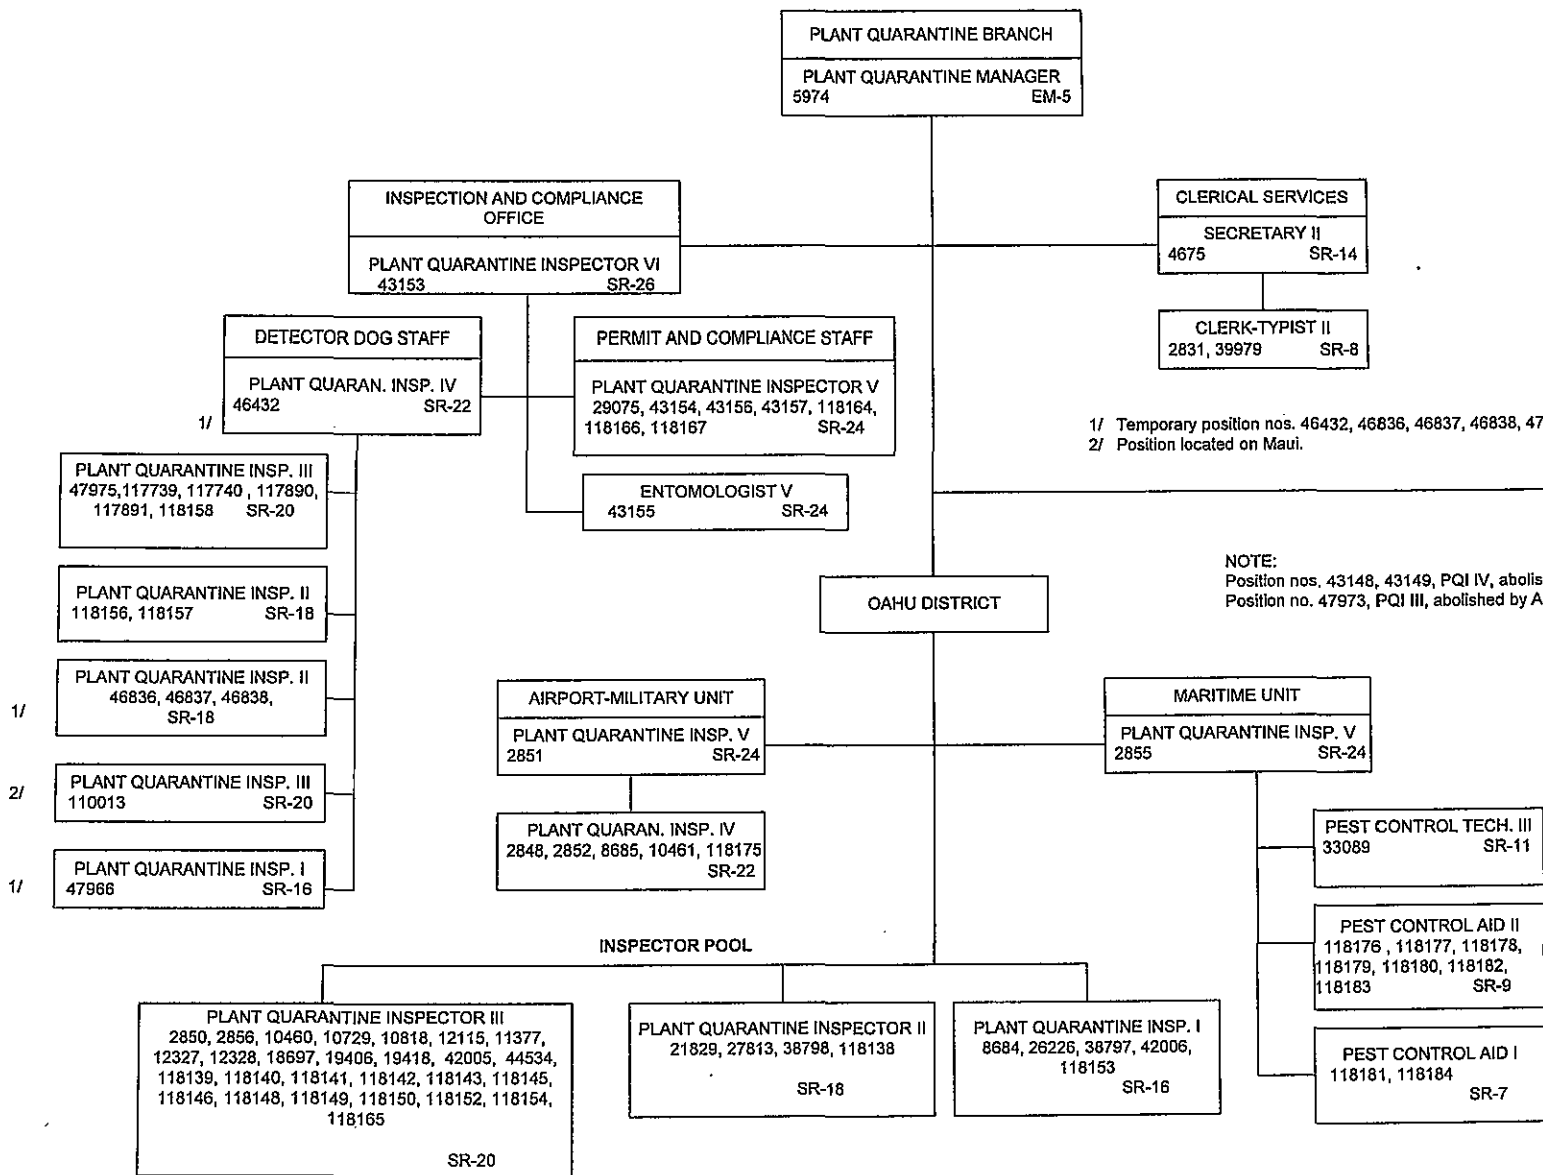 PLANT QUARANTINE BRANCH
PLANT QUARANTINE MANAGER
5974 EM-5
INSPECTION AND COMPLIANCE
OFFICE
PLANT QUARANTINE INSPECTOR VI
43153 SR-26
CLERICAL SERVICES
SECRETARY II
4675 SR-14
CLERK-TYPIST II
2831, 39979 SR-8
DETECTOR DOG STAFF
PLANT QUARAN. INSP. IV
46432 SR-22
1/
PERMIT AND COMPLIANCE STAFF
PLANT QUARANTINE INSPECTOR V
29075, 43154, 43156, 43157, 118164,
118166, 118167 SR-24
ENTOMOLOGIST V
43155 SR-24
1/ Temporary position nos. 46432, 46836, 46837, 46838, 47
2/ Position located on Maui.
PLANT QUARANTINE INSP. III
47975,117739, 117740 , 117890,
117891, 118158 SR-20
PLANT QUARANTINE INSP. II
118156, 118157 SR-18
PLANT QUARANTINE INSP. II
46836, 46837, 46838,
SR-18
1/
PLANT QUARANTINE INSP. III
110013 SR-20
2/
PLANT QUARANTINE INSP. I
47966 SR-16
1/
NOTE:
Position nos. 43148, 43149, PQI IV, abolis
Position no. 47973, PQI III, abolished by A
OAHU DISTRICT
AIRPORT-MILITARY UNIT
PLANT QUARANTINE INSP. V
2851 SR-24
PLANT QUARAN. INSP. IV
2848, 2852, 8685, 10461, 118175
SR-22
MARITIME UNIT
PLANT QUARANTINE INSP. V
2855 SR-24
PEST CONTROL TECH. III
33089 SR-11
PEST CONTROL AID II
118176 , 118177, 118178,
118179, 118180, 118182,
118183 SR-9
PEST CONTROL AID I
118181, 118184
SR-7
INSPECTOR POOL
PLANT QUARANTINE INSPECTOR III
2850, 2856, 10460, 10729, 10818, 12115, 11377,
12327, 12328, 18697, 19406, 19418, 42005, 44534,
118139, 118140, 118141, 118142, 118143, 118145,
118146, 118148, 118149, 118150, 118152, 118154,
118165
SR-20
PLANT QUARANTINE INSPECTOR II
21829, 27813, 38798, 118138
SR-18
PLANT QUARANTINE INSP. I
8684, 26226, 38797, 42006,
118153
SR-16